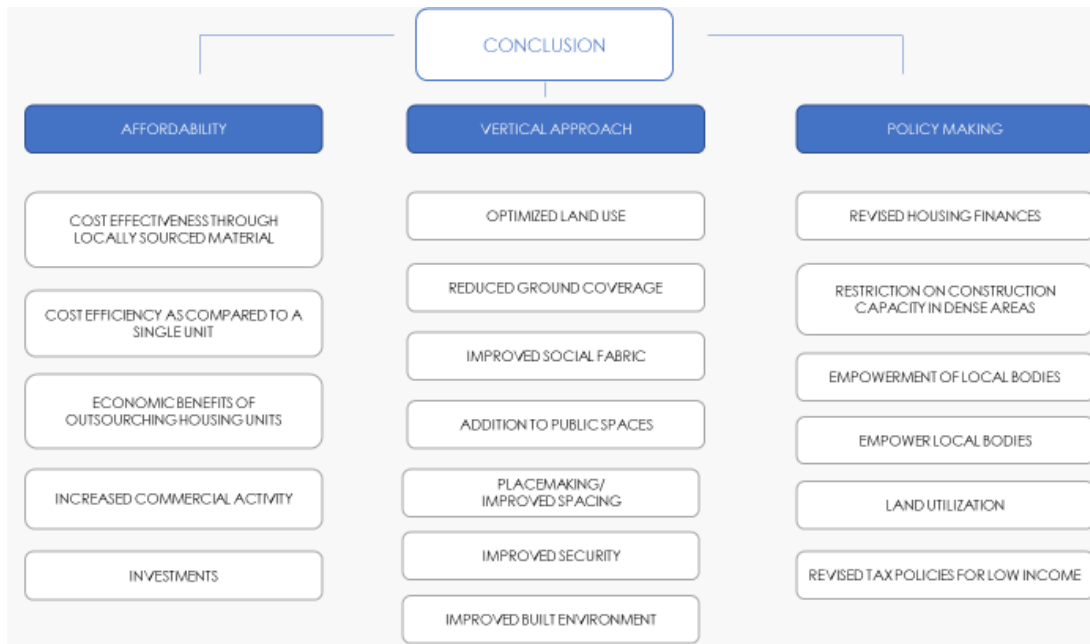 CONCLUSION
AFFORDABILITY
COST EFFECTIVENESS THROUGH
LOCALLY SOURCED MATERIAL
COST EFFICIENCY AS COMPARED TO A
SINGLE UNIT
ECONOMIC BENEFITS OF
OUTSOURCHING HOUSING UNITS
INCREASED COMMERCIAL ACTIVITY
INVESTMENTS
VERTICAL APPROACH
OPTIMIZED LAND USE
REDUCED GROUND COVERAGE
IMPROVED SOCIAL FABRIC
ADDITION TO PUBLIC SPACES
PLACEMAKING/
IMPROVED SPACING
IMPROVED SECURITY
IMPROVED BUILT ENVIRONMENT
POLICY MAKING
REVISED HOUSING FINANCES
RESTRICTION ON CONSTRUCTION
CAPACITY IN DENSE AREAS
EMPOWERMENT OF LOCAL BODIES
EMPOWER LOCAL BODIES
LAND UTILIZATION
REVISED TAX POLICIES FOR LOW INCOME